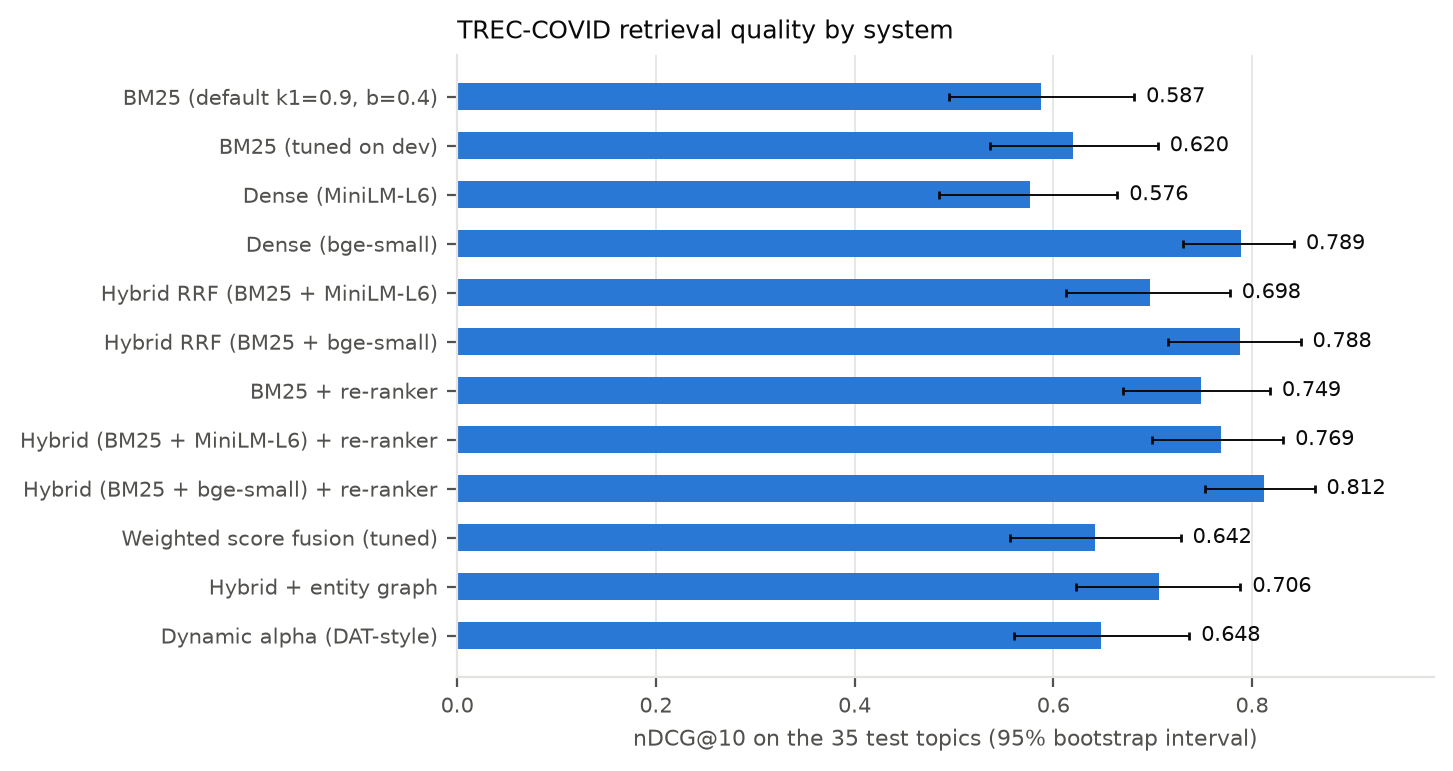 TREC-COVID retrieval quality by system
BM25 (default k1=0.9, b=0.4) 0.587
BM25 (tuned on dev) 0.620
Dense (MiniLM-L6) 0.576
Dense (bge-small) 0.789
Hybrid RRF (BM25 + MiniLM-L6) 0.698
Hybrid RRF (BM25 + bge-small) 0.788
BM25 + re-ranker 0.749
Hybrid (BM25 + MiniLM-L6) + re-ranker 0.769
Hybrid (BM25 + bge-small) + re-ranker 0.812
Weighted score fusion (tuned) 0.642
Hybrid + entity graph 0.706
Dynamic alpha (DAT-style) 0.648
0.0 0.2 0.4 0.6 0.8
nDCG@10 on the 35 test topics (95% bootstrap interval)